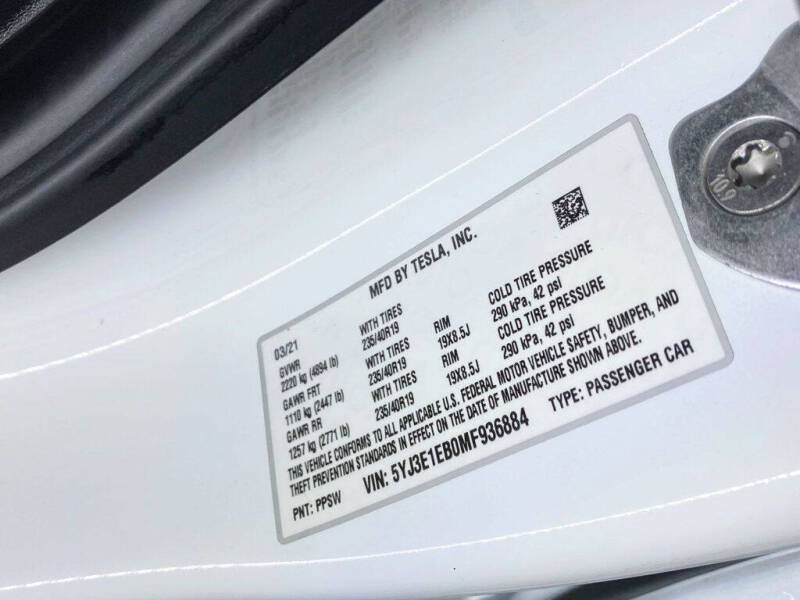 MFD BY TESLA, INC.
03/21
GVWR WITH TIRES RIM COLD TIRE PRESSURE
2220 kg (4894 lb) 235/40R19 19X8.5J 290 kPa, 42 psi
GAWR FRT WITH TIRES RIM COLD TIRE PRESSURE
1110 kg (2447 lb) 235/40R19 19X8.5J 290 kPa, 42 psi
GAWR RR WITH TIRES
1257 kg (2771 lb) 235/40R19
THIS VEHICLE CONFORMS TO ALL APPLICABLE U.S. FEDERAL MOTOR VEHICLE SAFETY, BUMPER, AND
THEFT PREVENTION STANDARDS IN EFFECT ON THE DATE OF MANUFACTURE SHOWN ABOVE.
PNT: PPSW VIN: 5YJ3E1EB0MF936884 TYPE: PASSENGER CAR
10.9